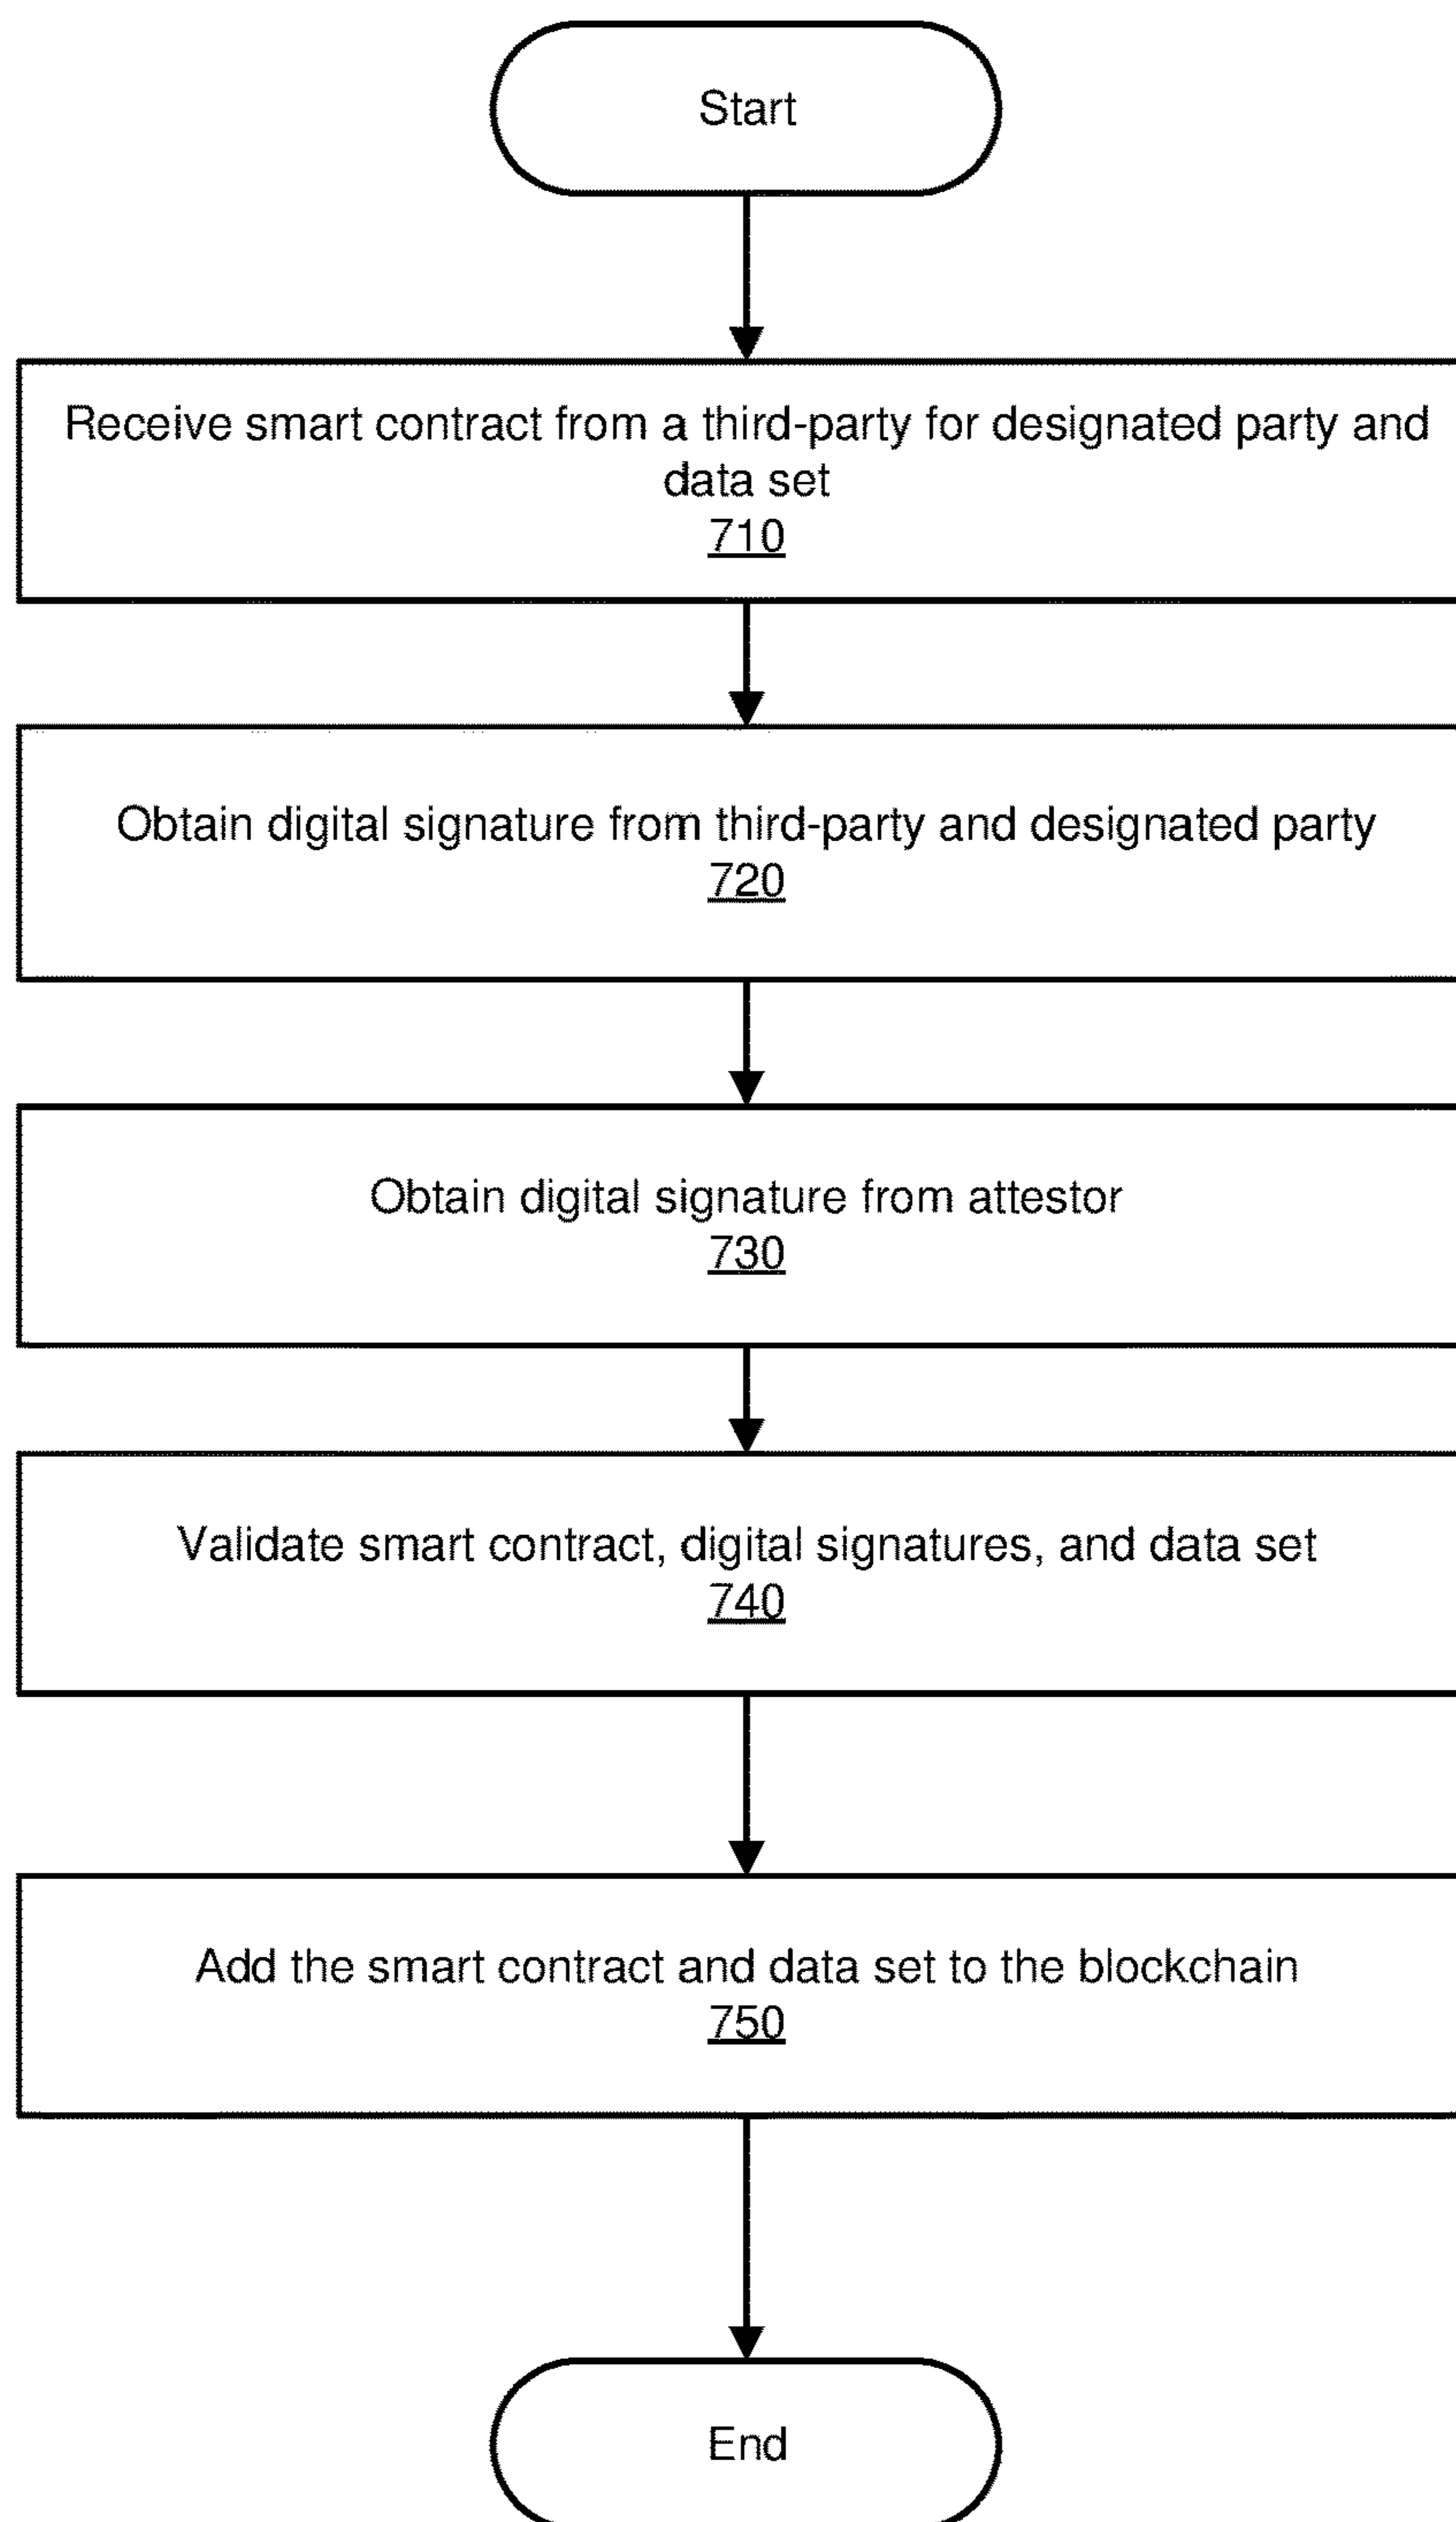 Start
Receive smart contract from a third-party for designated party and
data set
710
Obtain digital signature from third-party and designated party
720
Obtain digital signature from attestor
730
Validate smart contract, digital signatures, and data set
740
Add the smart contract and data set to the blockchain
750
End